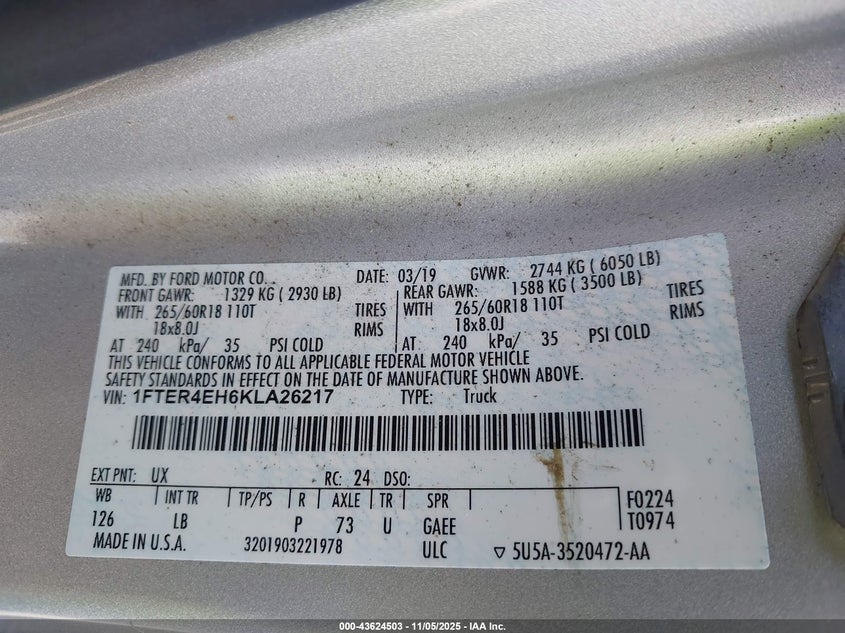 MFD. BY FORD MOTOR CO. DATE: 03/19 GVWR: 2744 KG ( 6050 LB)
FRONT GAWR: 1329 KG ( 2930 LB) REAR GAWR: 1588 KG ( 3500 LB)
WITH 265/60R18 110T TIRES WITH 265/60R18 110T TIRES
18x8.0J RIMS 18x8.0J RIMS
AT 240 kPa/ 35 PSI COLD AT 240 kPa/ 35 PSI COLD
THIS VEHICLE CONFORMS TO ALL APPLICABLE FEDERAL MOTOR VEHICLE
SAFETY STANDARDS IN EFFECT ON THE DATE OF MANUFACTURE SHOWN ABOVE.
VIN: 1FTER4EH6KLA26217 TYPE: Truck
EXT PNT: UX RC: 24 DSO:
WB INT TR TP/PS R AXLE TR SPR F0224
126 LB P 73 U GAEE T0974
MADE IN U.S.A. 3201903221978 ULC ▽ 5U5A-3520472-AA
000-43624503 — 11/05/2025 — IAA Inc.